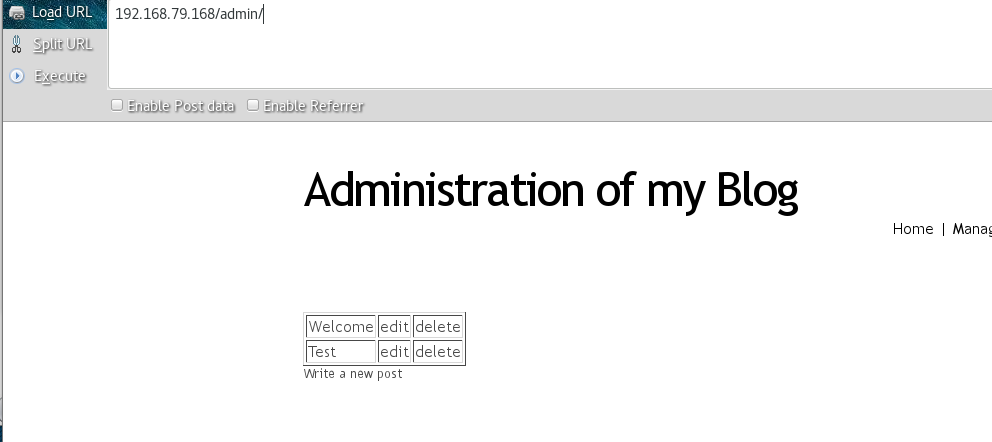 Load URL
192.168.79.168/admin/
Split URL
Execute
Enable Post data Enable Referrer
Administration of my Blog
Home |
Welcome edit delete
Test edit delete
Write a new post